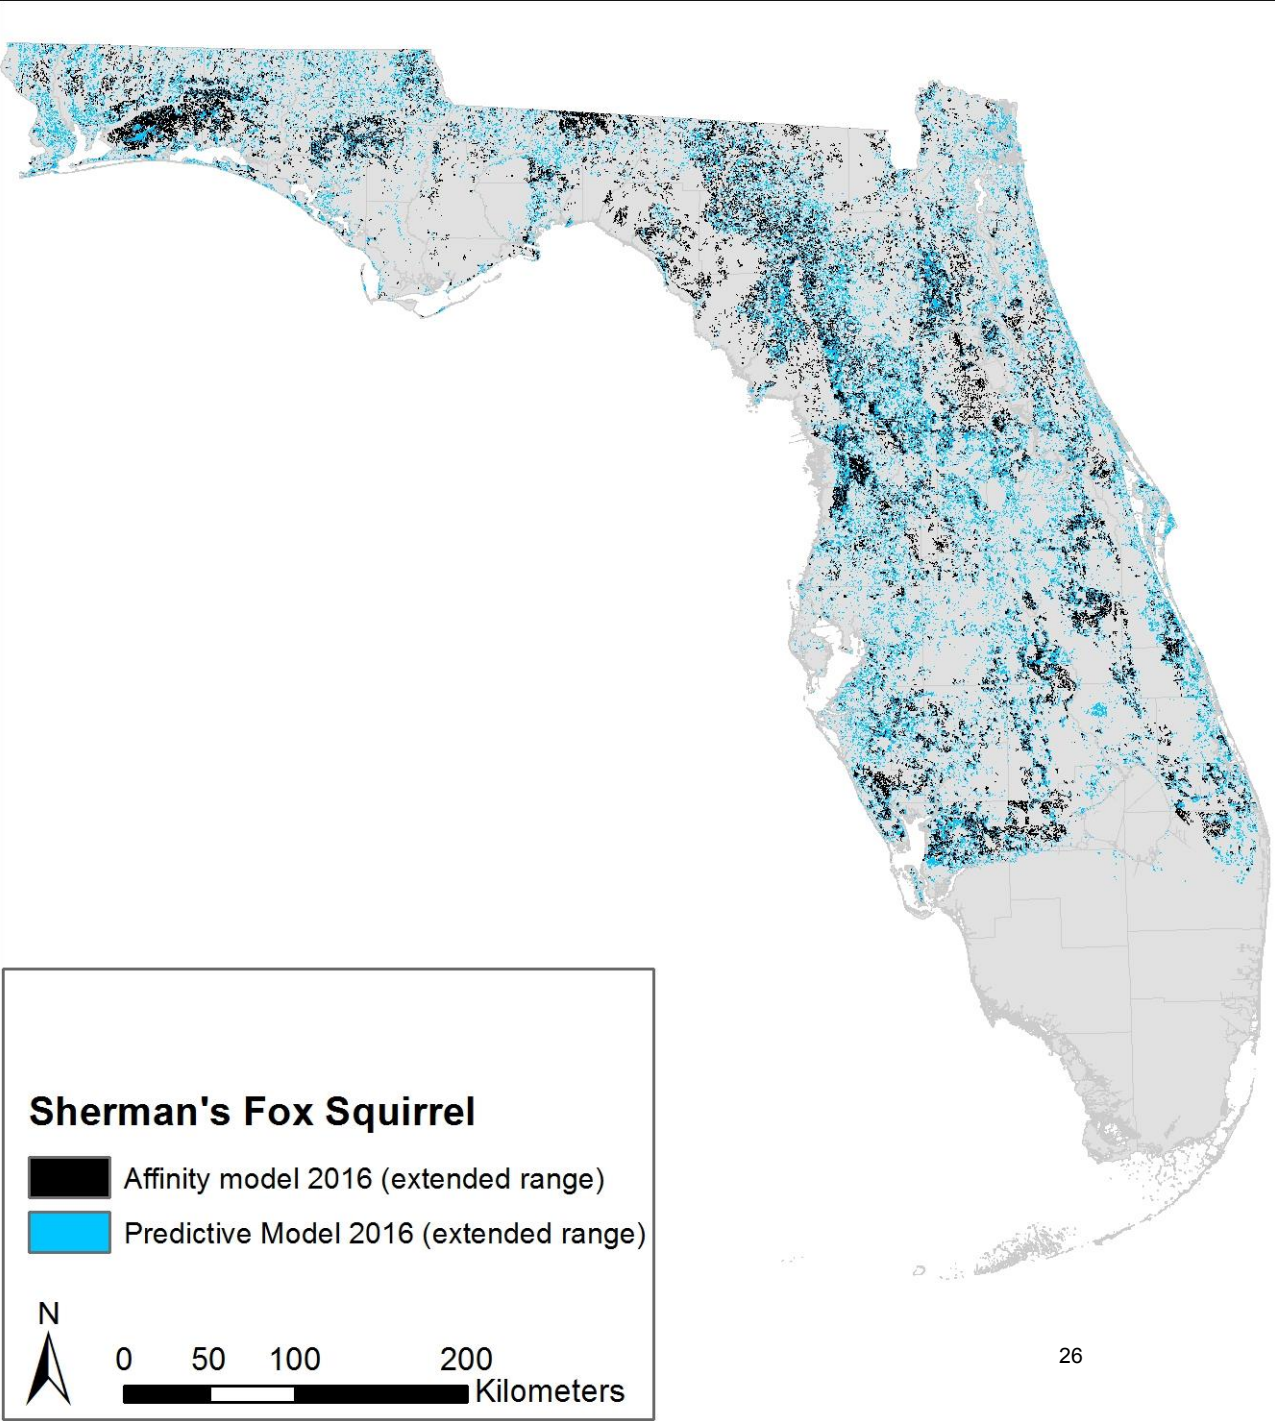 Sherman's Fox Squirrel
Affinity model 2016 (extended range)
Predictive Model 2016 (extended range)
N
0 50 100 200
Kilometers
26